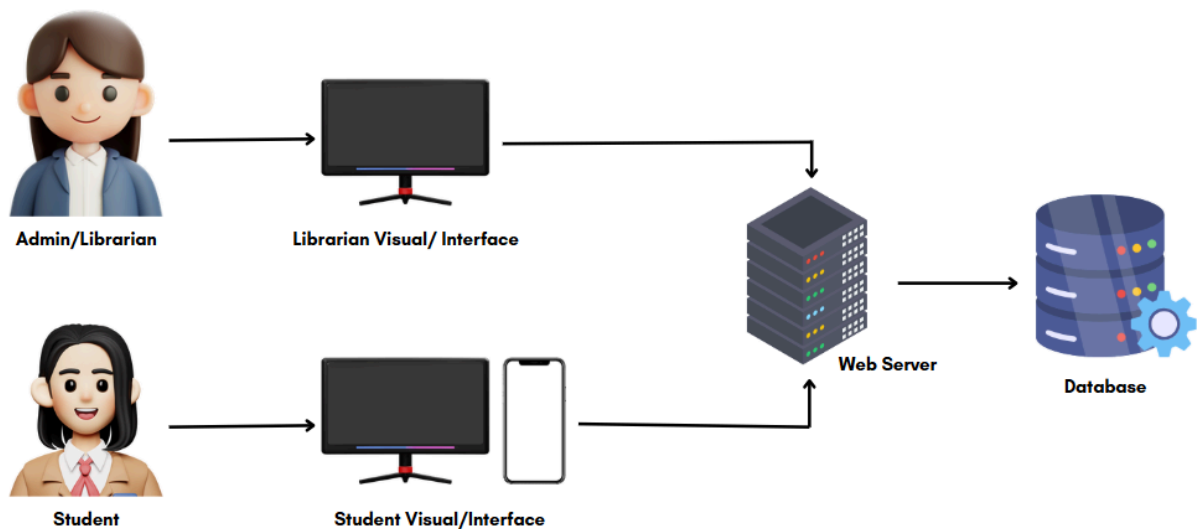 Admin/Librarian
Librarian Visual/ Interface
Web Server
Database
Student
Student Visual/Interface